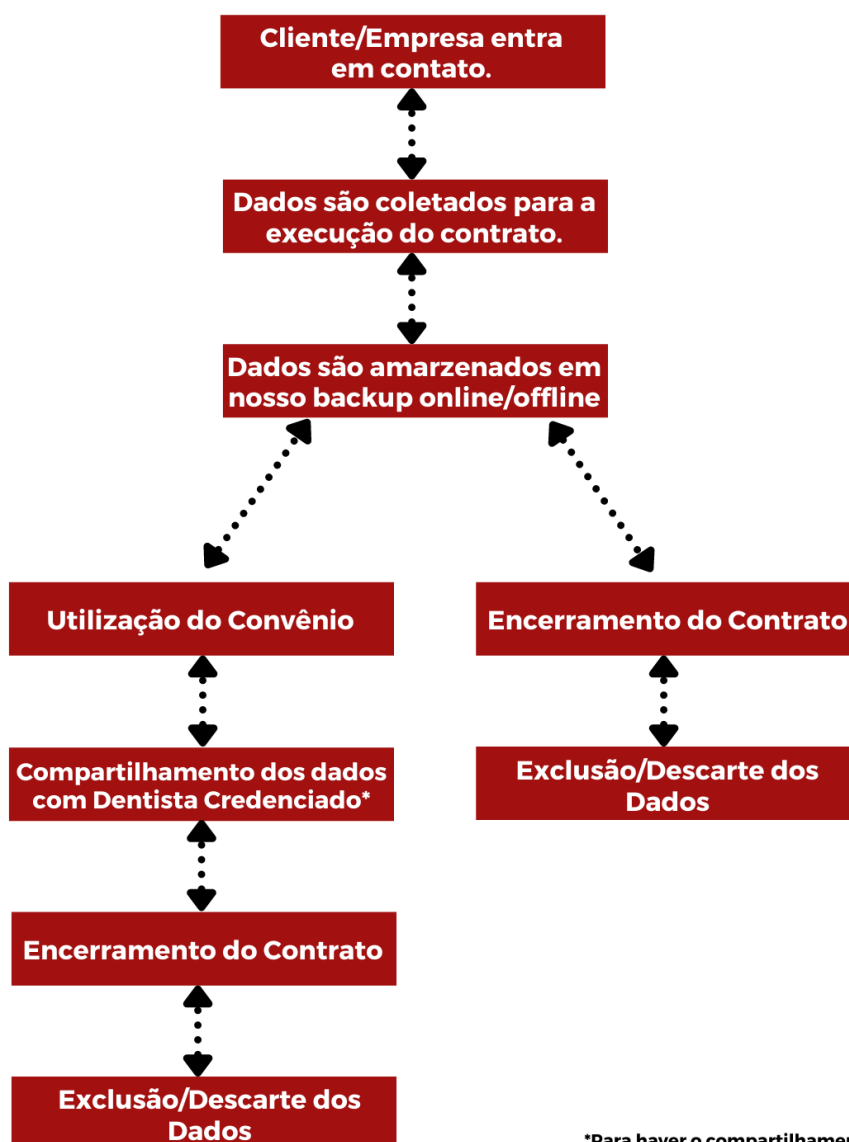 Cliente/Empresa entra
em contato.
Dados são coletados para a
execução do contrato.
Dados são amarzenados em
nosso backup online/offline
Utilização do Convênio
Encerramento do Contrato
Compartilhamento dos dados
com Dentista Credenciado*
Exclusão/Descarte dos
Dados
Encerramento do Contrato
Exclusão/Descarte dos
Dados
*Para haver o compartilhame